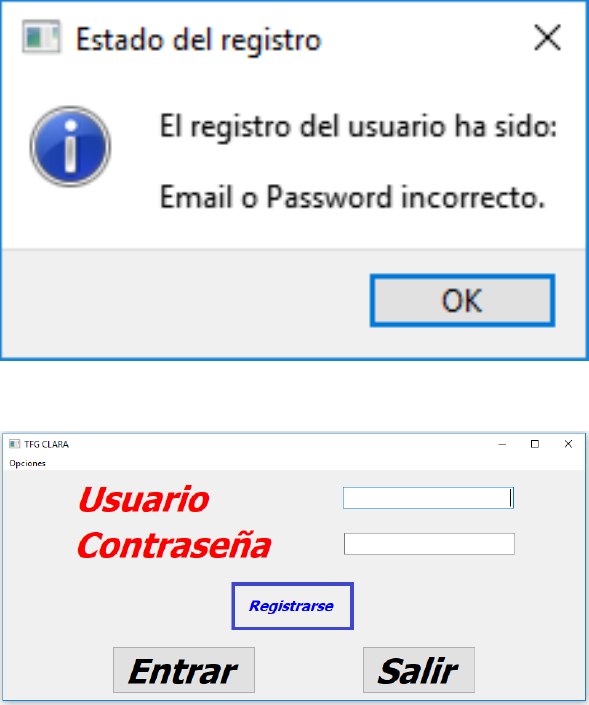 Estado del registro
El registro del usuario ha sido:
Email o Password incorrecto.
OK
TFG CLARA
Opciones
Usuario
Contraseña
Registrarse
Entrar Salir